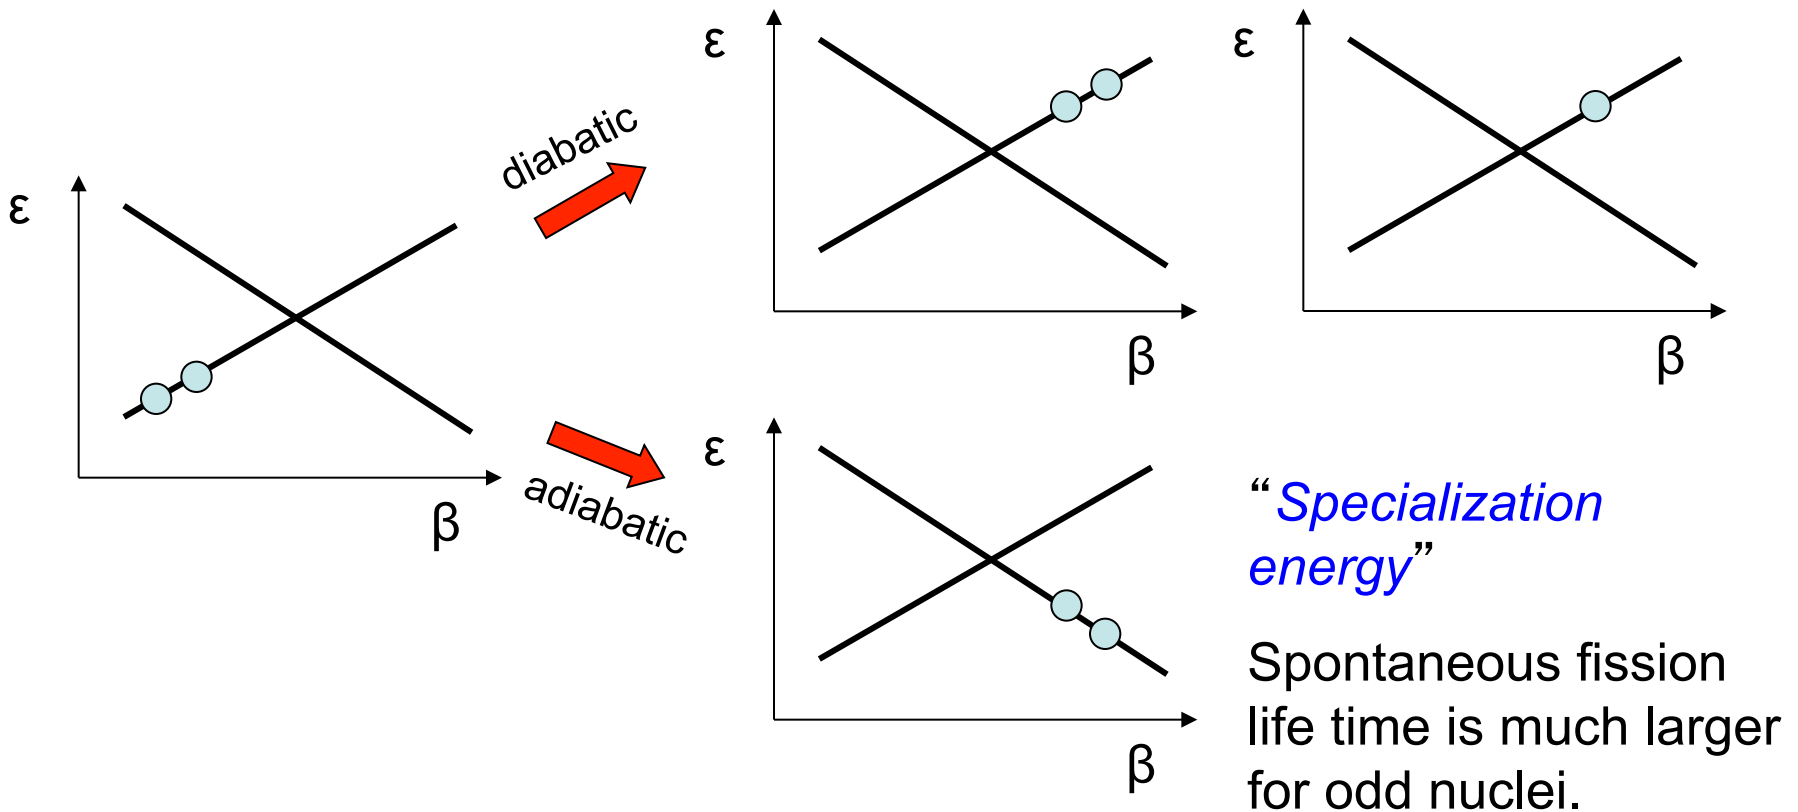 ε
β
diabatic
adiabatic
ε
β
ε
β
ε
β
“Specialization
energy”
Spontaneous fission
life time is much larger
for odd nuclei.